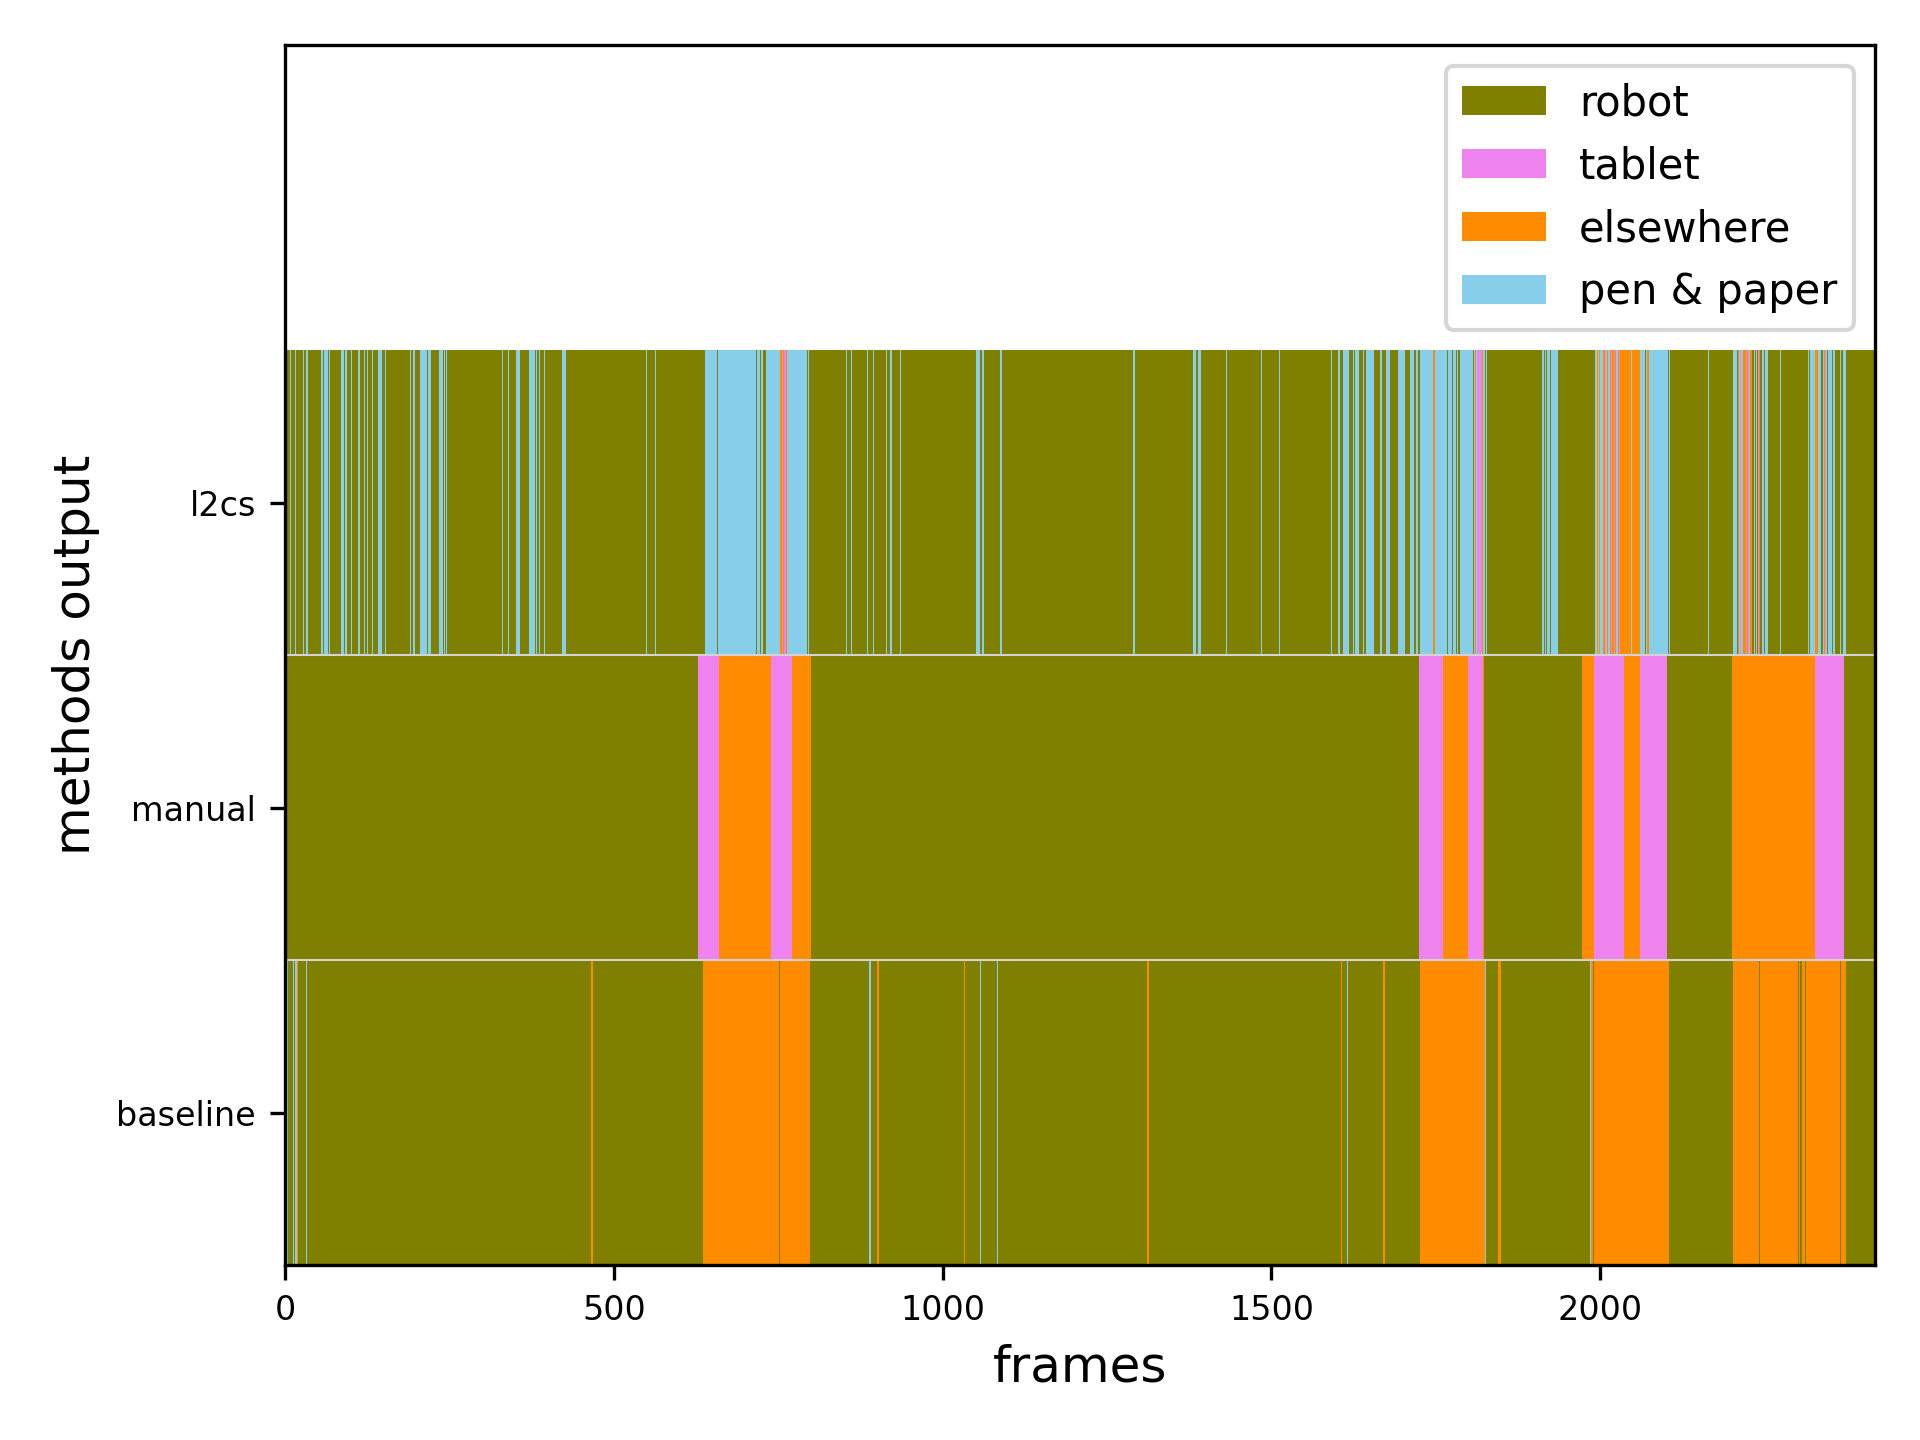 robot
tablet
elsewhere
pen & paper
methods output
l2cs
manual
baseline
0 500 1000 1500 2000
frames